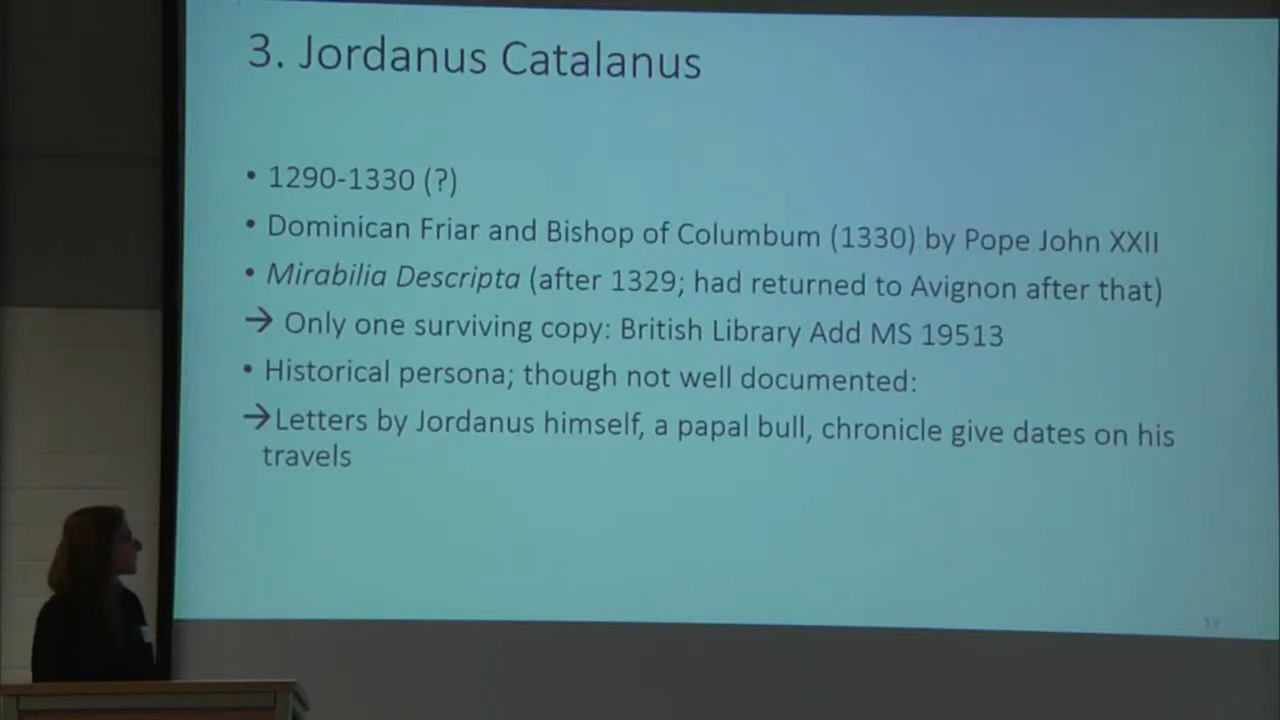 3. Jordanus Catalanus
• 1290-1330 (?)
• Dominican Friar and Bishop of Columbum (1330) by Pope John XXII
• Mirabilia Descripta (after 1329; had returned to Avignon after that)
→ Only one surviving copy: British Library Add MS 19513
• Historical persona; though not well documented:
→Letters by Jordanus himself, a papal bull, chronicle give dates on his
travels